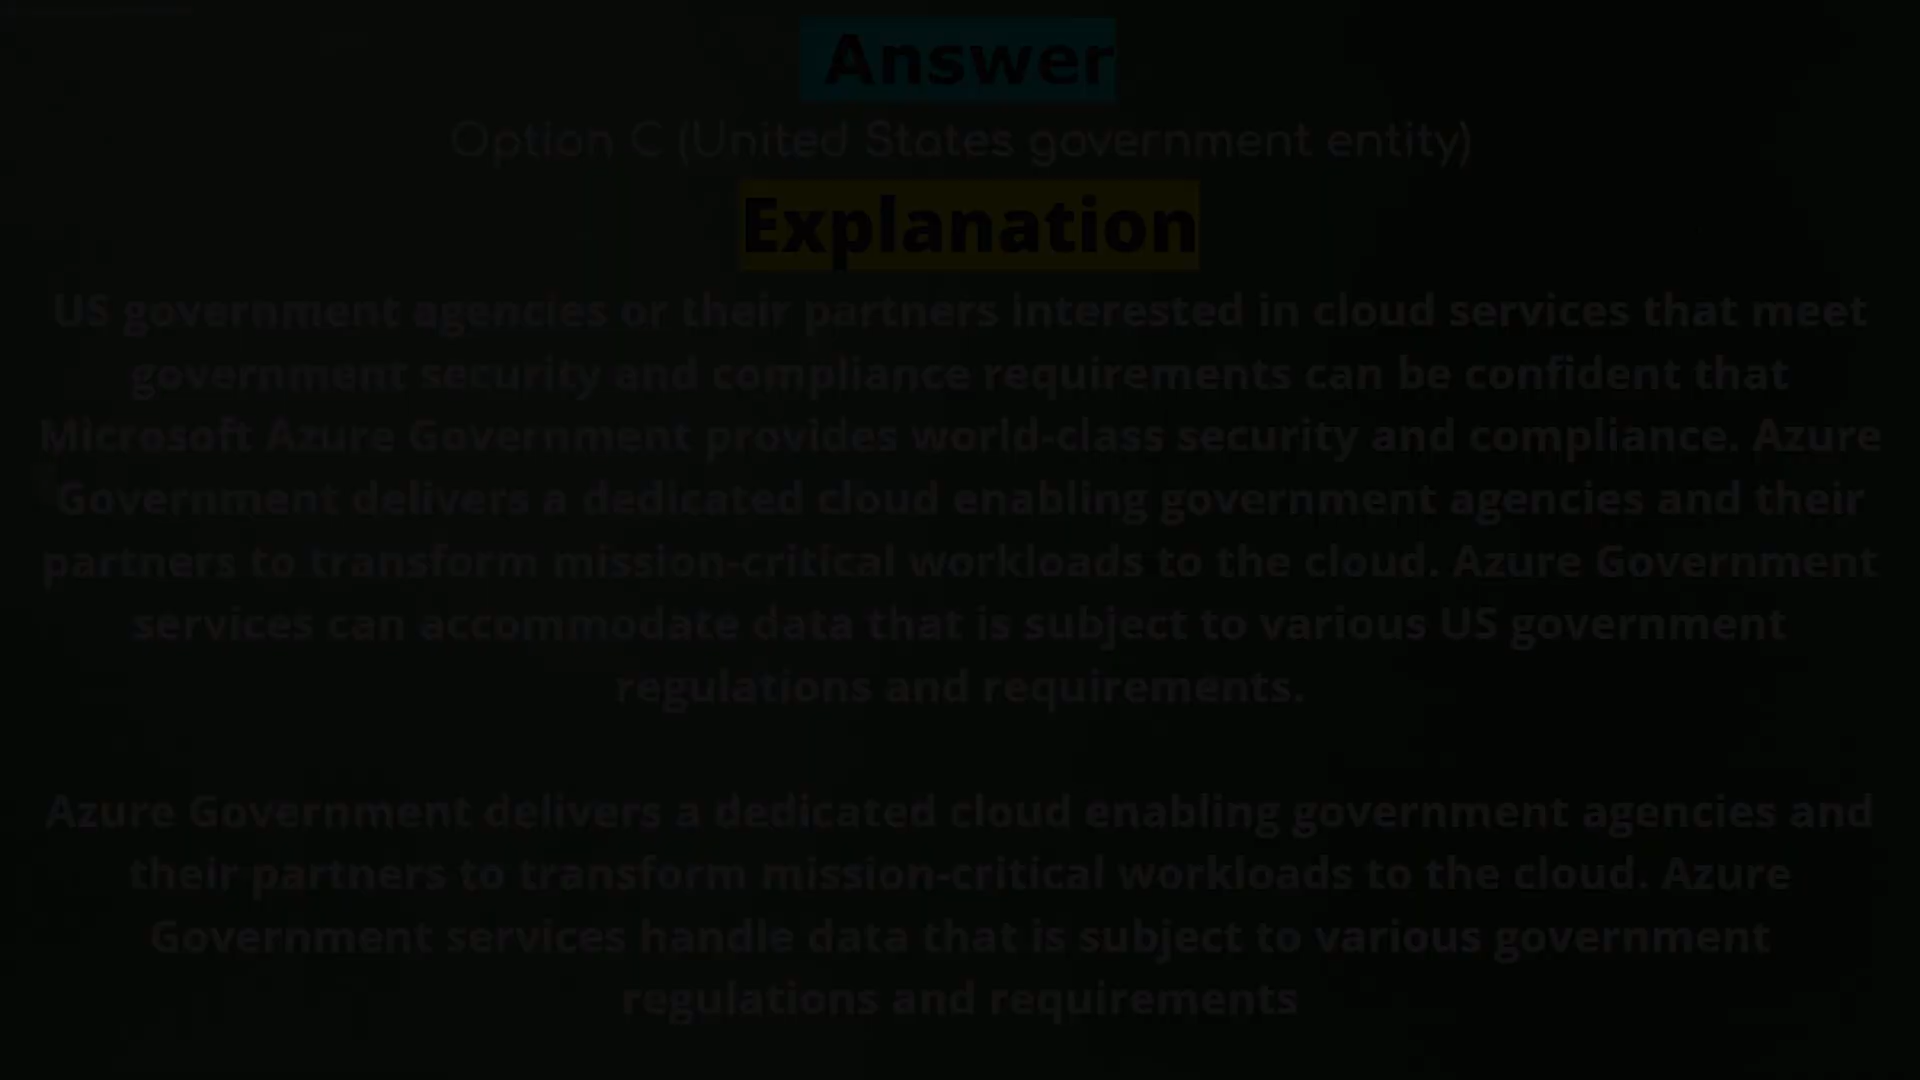 Answer
Option C (United States government entity)
Explanation
US government agencies or their partners interested in cloud services that meet
government security and compliance requirements can be confident that
Microsoft Azure Government provides world-class security and compliance. Azure
Government delivers a dedicated cloud enabling government agencies and their
partners to transform mission-critical workloads to the cloud. Azure Government
services can accommodate data that is subject to various US government
regulations and requirements.
Azure Government delivers a dedicated cloud enabling government agencies and
their partners to transform mission-critical workloads to the cloud. Azure
Government services handle data that is subject to various government
regulations and requirements